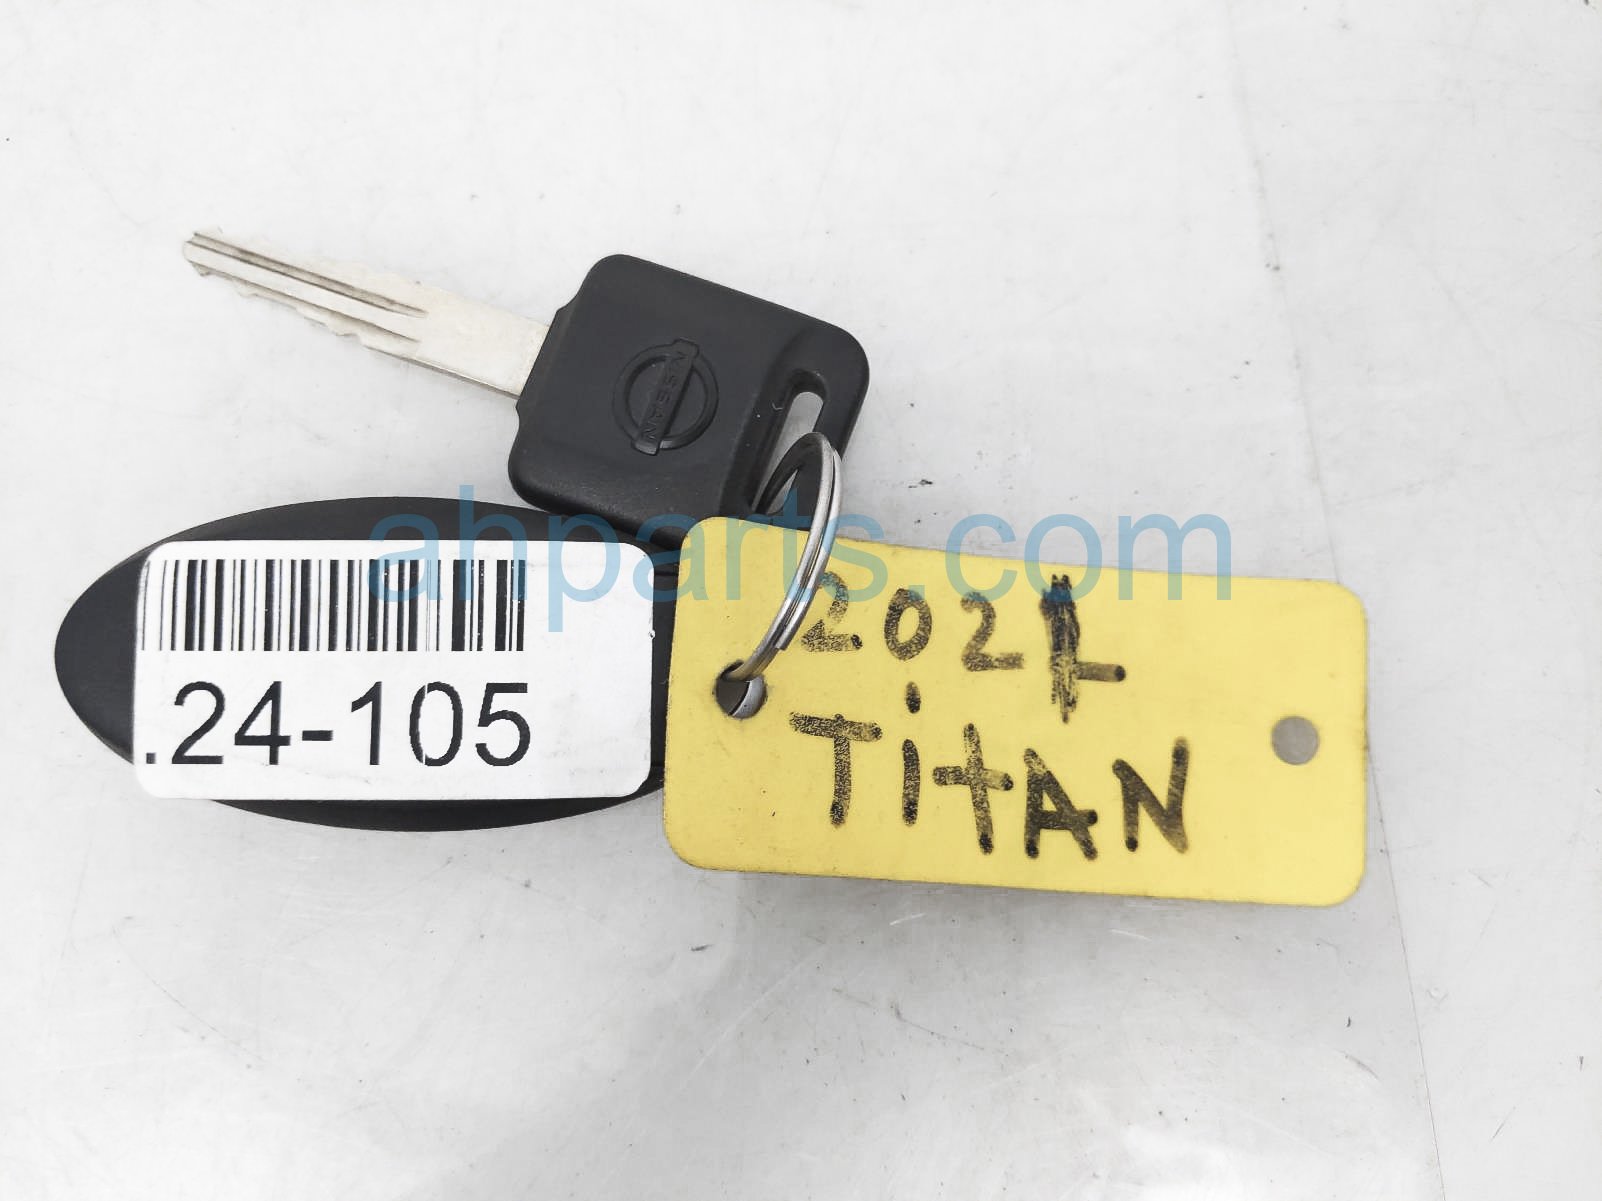 NISSAN
ahparts.com
.24-105
2021
TitAN